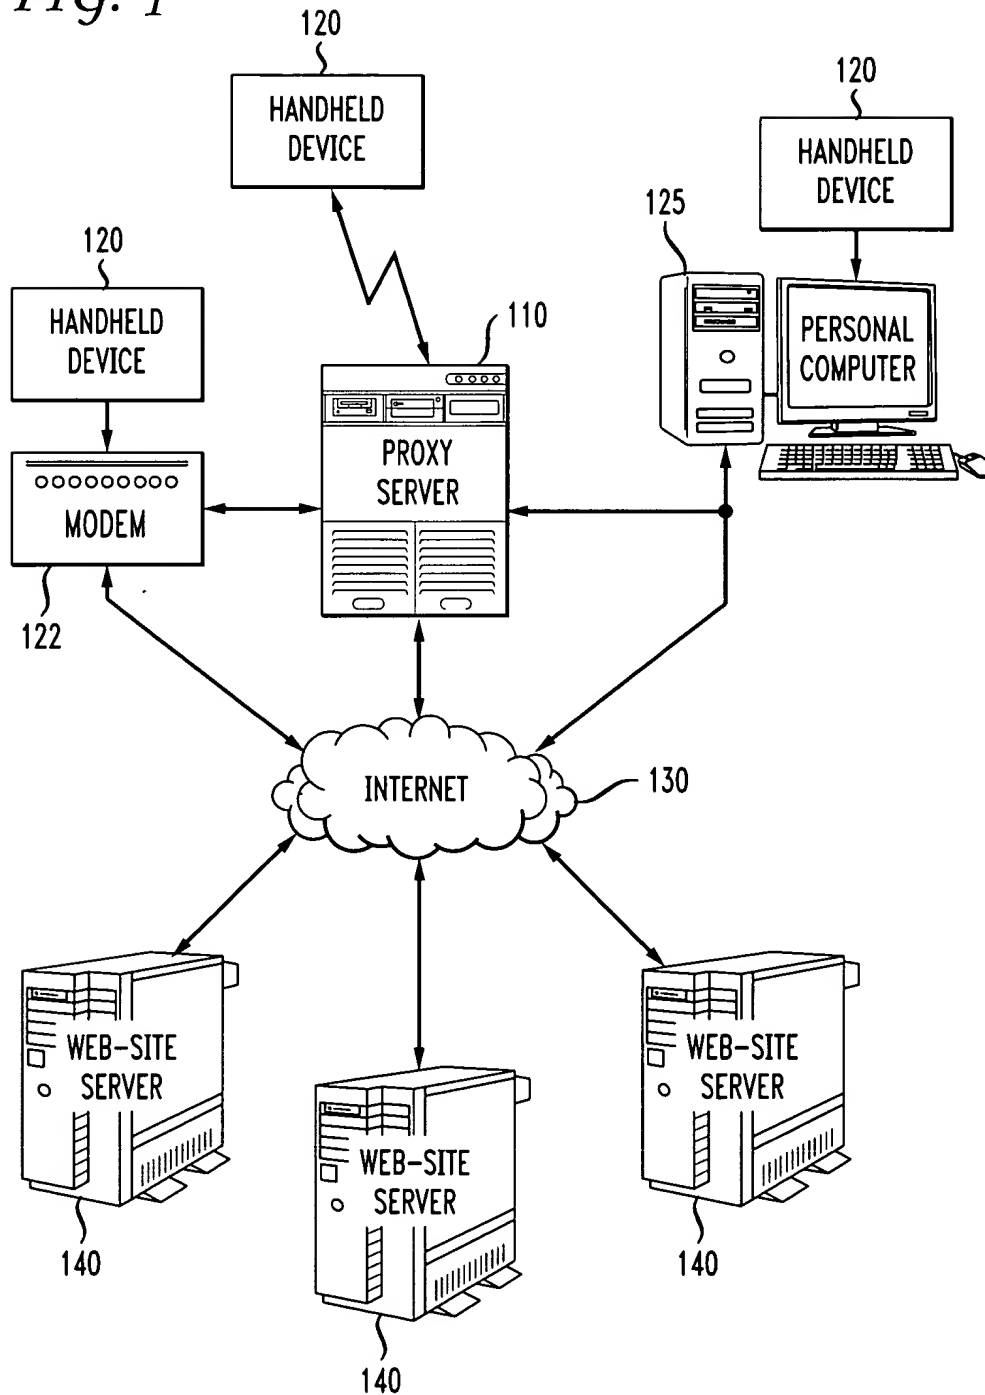 Fig. 1
120
HANDHELD
DEVICE
120
HANDHELD
DEVICE
125
120
HANDHELD
DEVICE
110
PERSONAL
COMPUTER
PROXY
SERVER
MODEM
122
INTERNET
130
WEB-SITE
SERVER
WEB-SITE
SERVER
WEB-SITE
SERVER
140
140
140